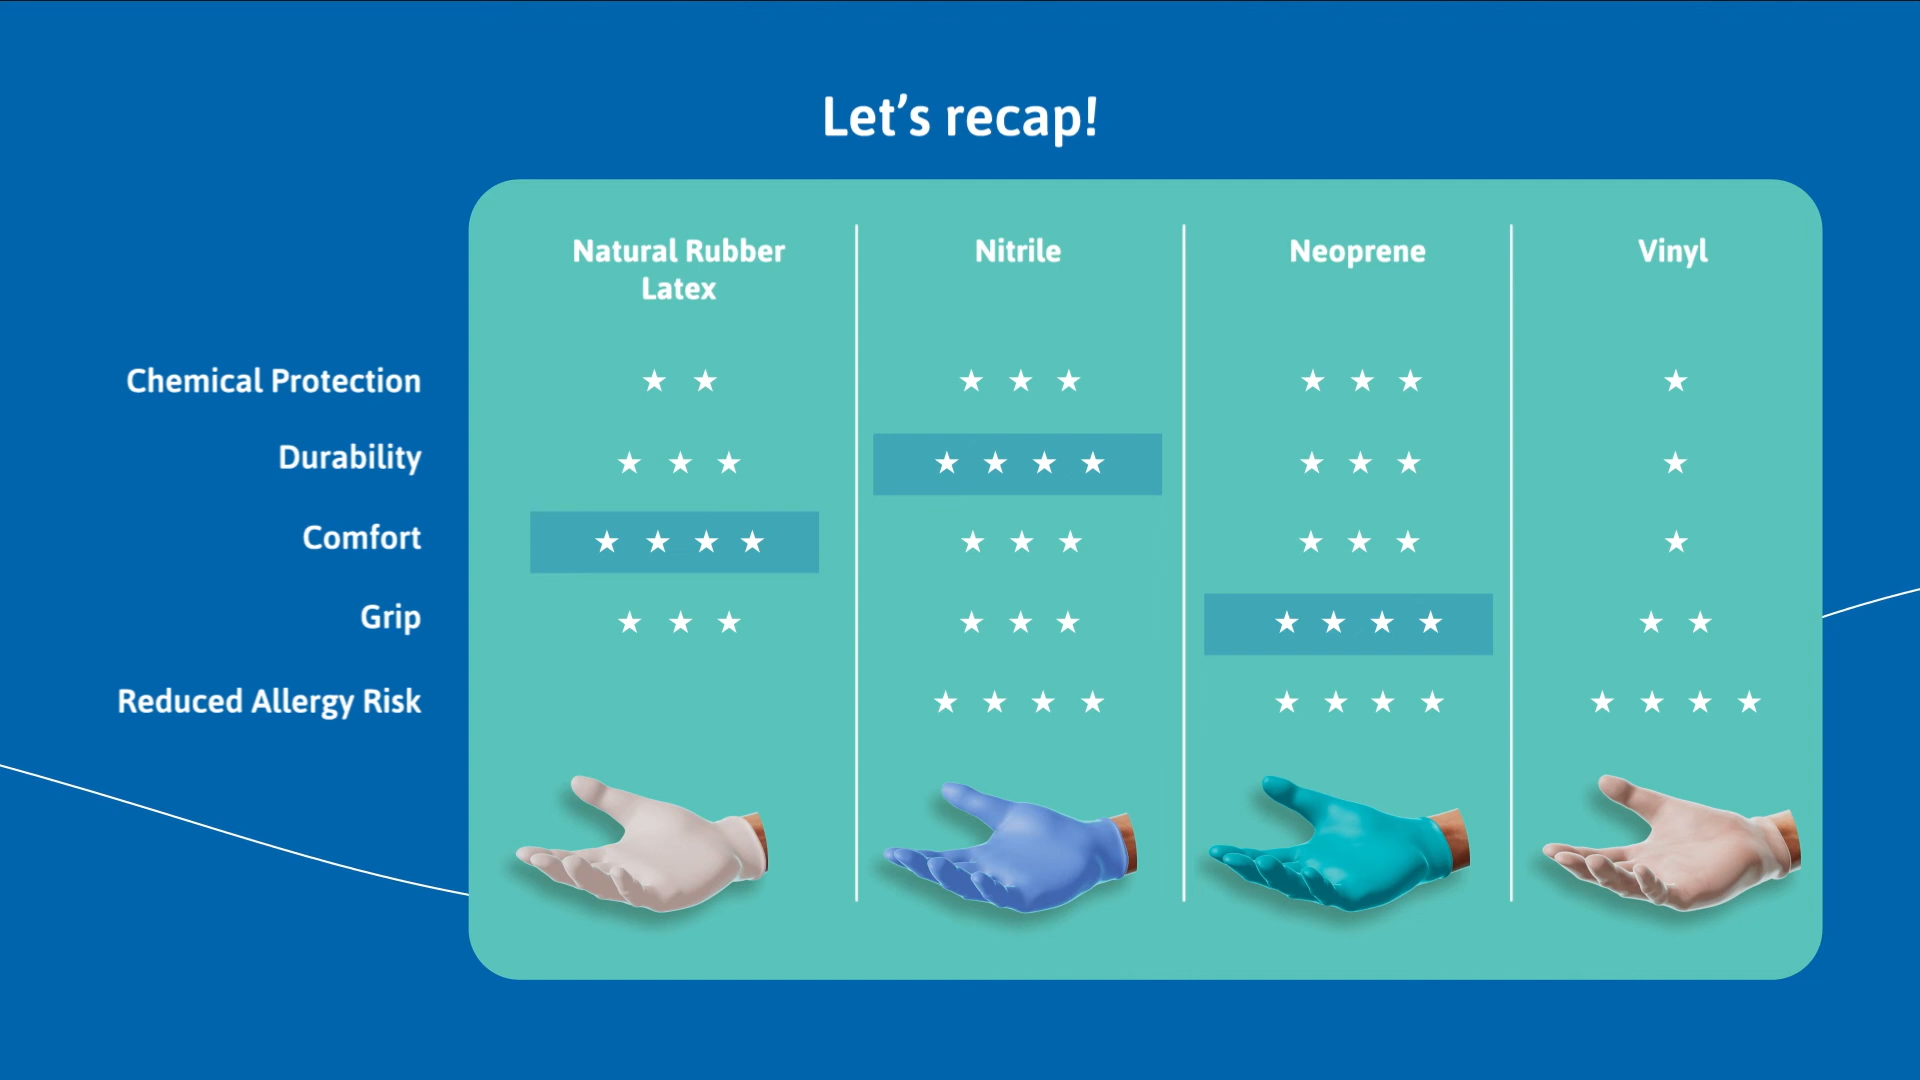 Let’s recap!
Natural Rubber
Latex
Nitrile
Neoprene
Vinyl
Chemical Protection
★ ★
★ ★ ★
★ ★ ★
★
Durability
★ ★ ★
★ ★ ★ ★
★ ★ ★
★
Comfort
★ ★ ★ ★
★ ★ ★
★ ★ ★
★
Grip
★ ★ ★
★ ★ ★
★ ★ ★ ★
★ ★
Reduced Allergy Risk
★ ★ ★ ★
★ ★ ★ ★
★ ★ ★ ★